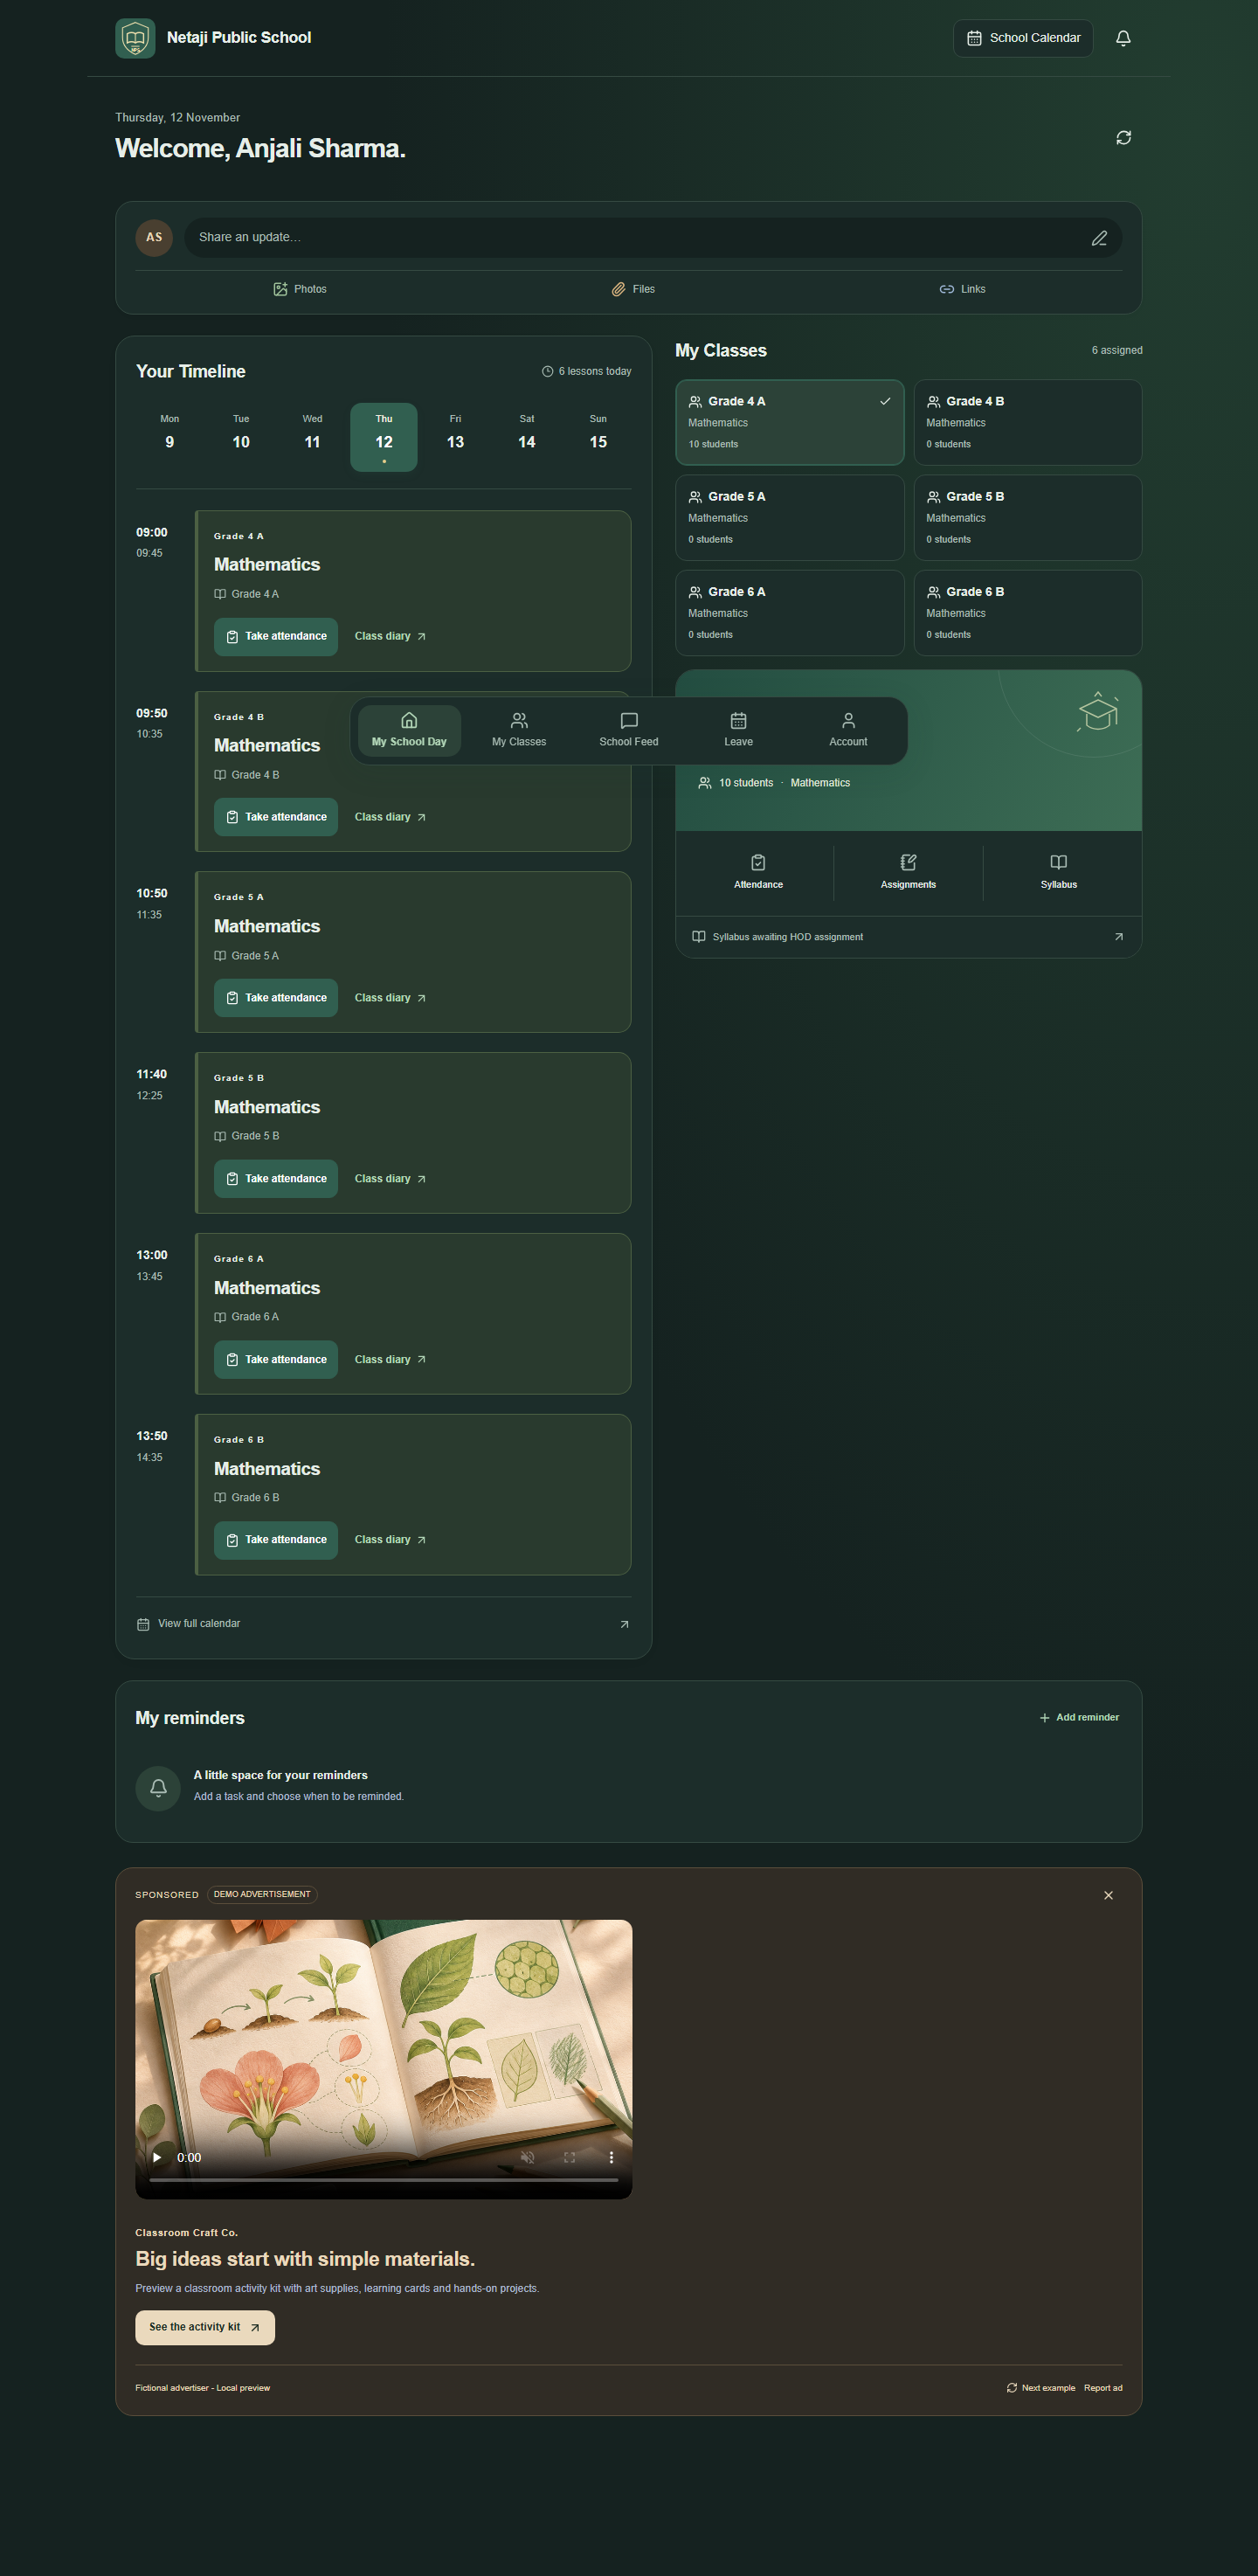 Netaji Public School
School Calendar
Thursday, 12 November
Welcome, Anjali Sharma.
AS
Share an update...
Photos
Files
Links
Your Timeline
6 lessons today
Mon Tue Wed Thu Fri Sat Sun
9 10 11 12 13 14 15
09:00
09:45
Grade 4 A
Mathematics
Grade 4 A
Take attendance
Class diary
09:50
10:35
Grade 4 B
Mathematics
Grade 4 B
Take attendance
Class diary
10:50
11:35
Grade 5 A
Mathematics
Grade 5 A
Take attendance
Class diary
11:40
12:25
Grade 5 B
Mathematics
Grade 5 B
Take attendance
Class diary
13:00
13:45
Grade 6 A
Mathematics
Grade 6 A
Take attendance
Class diary
13:50
14:35
Grade 6 B
Mathematics
Grade 6 B
Take attendance
Class diary
View full calendar
My Classes
6 assigned
Grade 4 A
Mathematics
10 students
Grade 4 B
Mathematics
0 students
Grade 5 A
Mathematics
0 students
Grade 5 B
Mathematics
0 students
Grade 6 A
Mathematics
0 students
Grade 6 B
Mathematics
0 students
My School Day
My Classes
School Feed
Leave
Account
10 students · Mathematics
Attendance
Assignments
Syllabus
Syllabus awaiting HOD assignment
My reminders
Add reminder
A little space for your reminders
Add a task and choose when to be reminded.
SPONSORED
DEMO ADVERTISEMENT
0:00
Classroom Craft Co.
Big ideas start with simple materials.
Preview a classroom activity kit with art supplies, learning cards and hands-on projects.
See the activity kit
Fictional advertiser - Local preview
Next example
Report ad